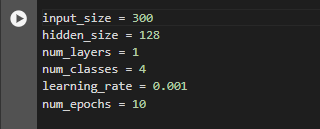 input_size = 300
hidden_size = 128
num_layers = 1
num_classes = 4
learning_rate = 0.001
num_epochs = 10